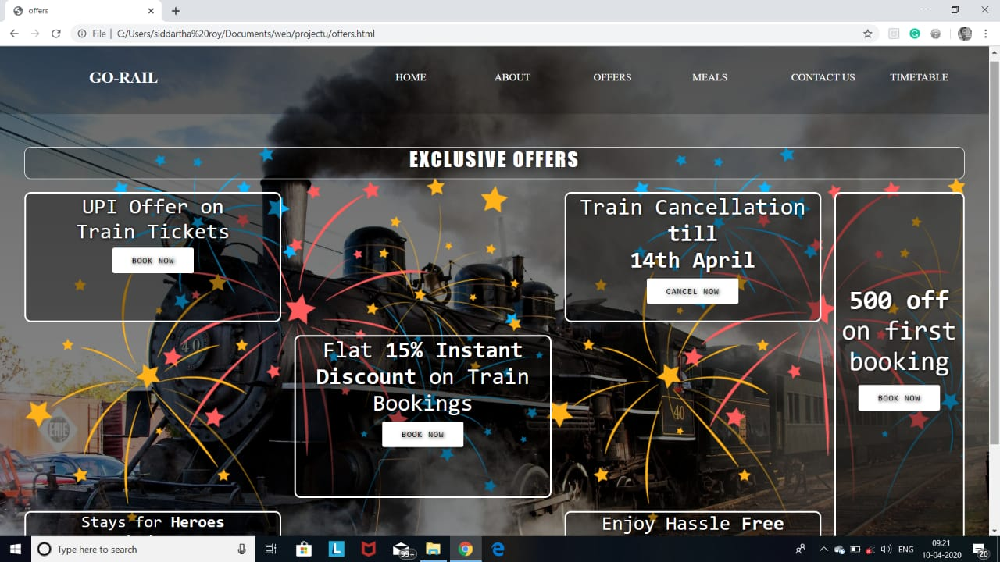 offers
File | C:/Users/siddartha%20roy/Documents/web/projectu/offers.html
GO-RAIL
HOME
ABOUT
OFFERS
MEALS
CONTACT US
TIMETABLE
EXCLUSIVE OFFERS
UPI Offer on
Train Tickets
BOOK NOW
Train Cancellation
till
14th April
CANCEL NOW
500 off
on first
booking
BOOK NOW
Flat 15% Instant
Discount on Train
Bookings
BOOK NOW
40
40
ERIE
Stays for Heroes
Enjoy Hassle Free
Type here to search
L
99+
ENG
09:21
10-04-2020
20